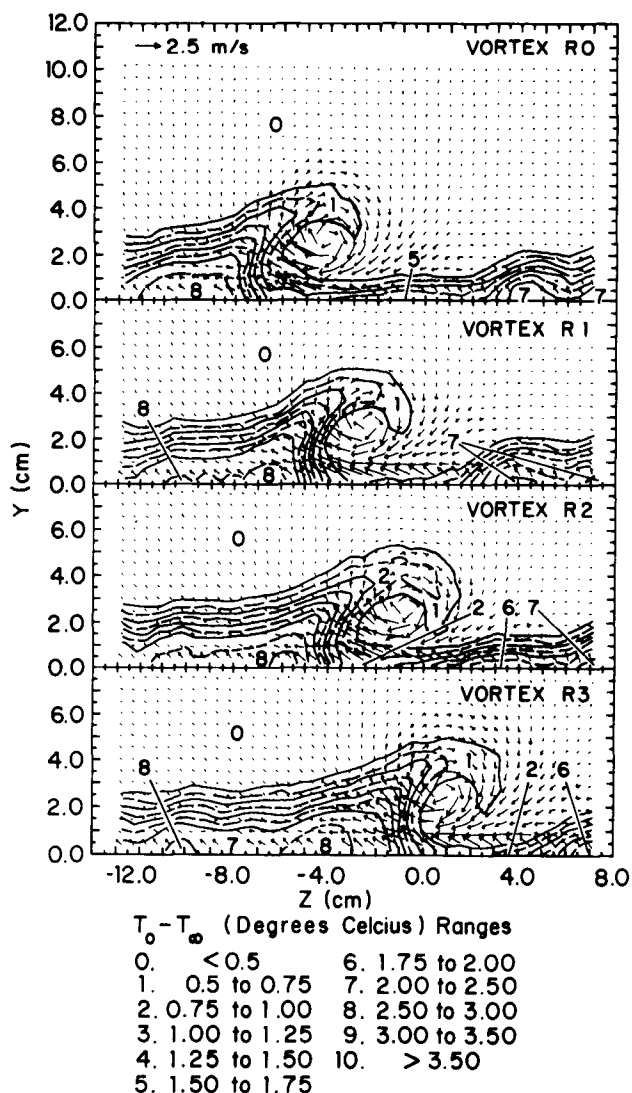 12.0
→2.5 m/s
VORTEX R0
10.0
8.0
0
6.0
4.0
1
2.0
5
8
7
7
0.0
VORTEX R1
6.0
0
4.0
8
1
2.0
7
8
0.0
Y (cm)
VORTEX R2
6.0
0
4.0
2
1
2
6
7
2.0
8
0.0
VORTEX R3
6.0
0
4.0
8
1
2
6
2.0
7
8
0.0
-12.0 -8.0 -4.0 0.0 4.0 8.0
Z (cm)
T₀ - T∞ (Degrees Celcius) Ranges
0. < 0.5 6. 1.75 to 2.00
1. 0.5 to 0.75 7. 2.00 to 2.50
2. 0.75 to 1.00 8. 2.50 to 3.00
3. 1.00 to 1.25 9. 3.00 to 3.50
4. 1.25 to 1.50 10. > 3.50
5. 1.50 to 1.75